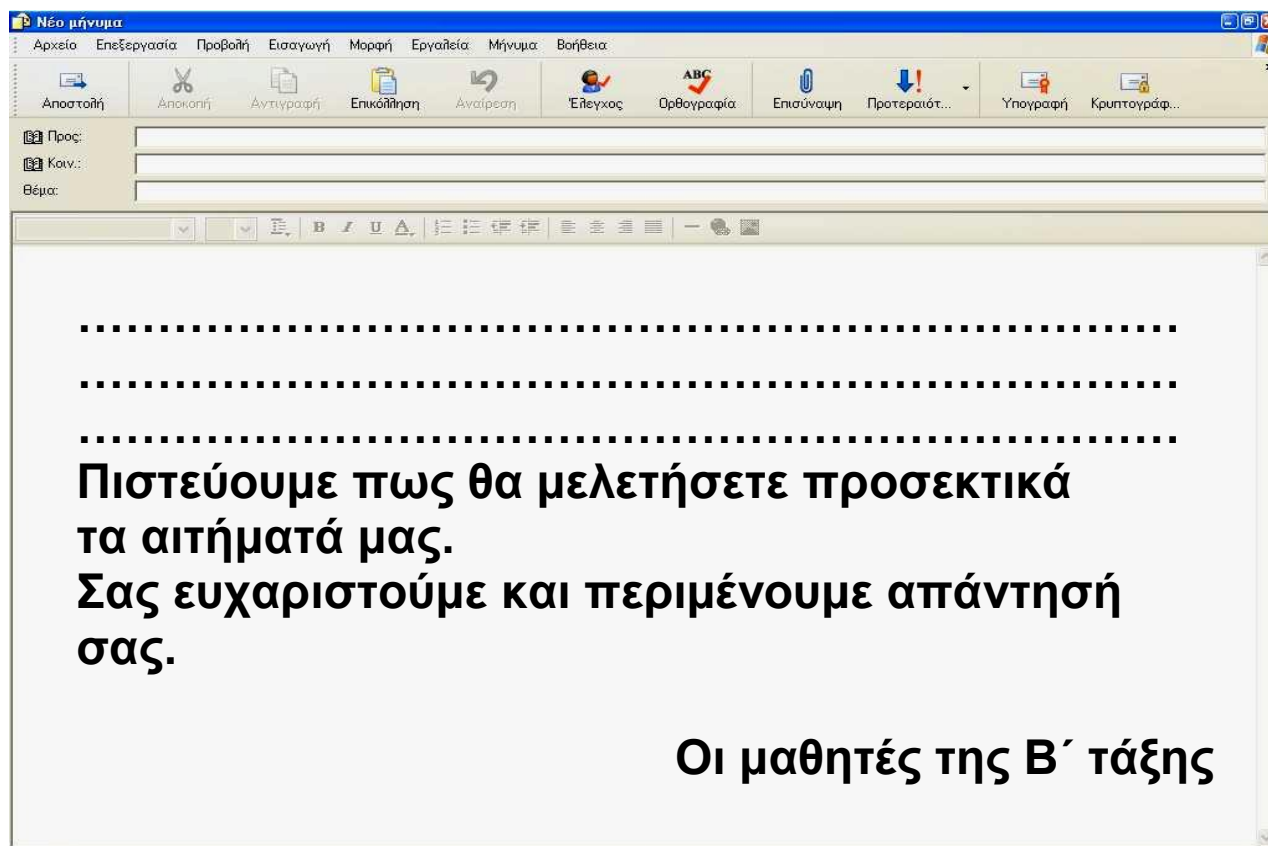 Νέο μήνυμα
Αρχείο Επεξεργασία Προβολή Εισαγωγή Μορφή Εργαλεία Μήνυμα Βοήθεια
Αποστολή Αποκοπή Αντιγραφή Επικόλληση Αναίρεση Έλεγχος Ορθογραφία Επισύναψη Προτεραιότ... Υπογραφή Κρυπτογράφ...
Προς:
Κοιν.:
Θέμα:
……………………………………………………………
……………………………………………………………
……………………………………………………………
Πιστεύουμε πως θα μελετήσετε προσεκτικά
τα αιτήματά μας.
Σας ευχαριστούμε και περιμένουμε απάντησή
σας.
Οι μαθητές της Β΄ τάξης